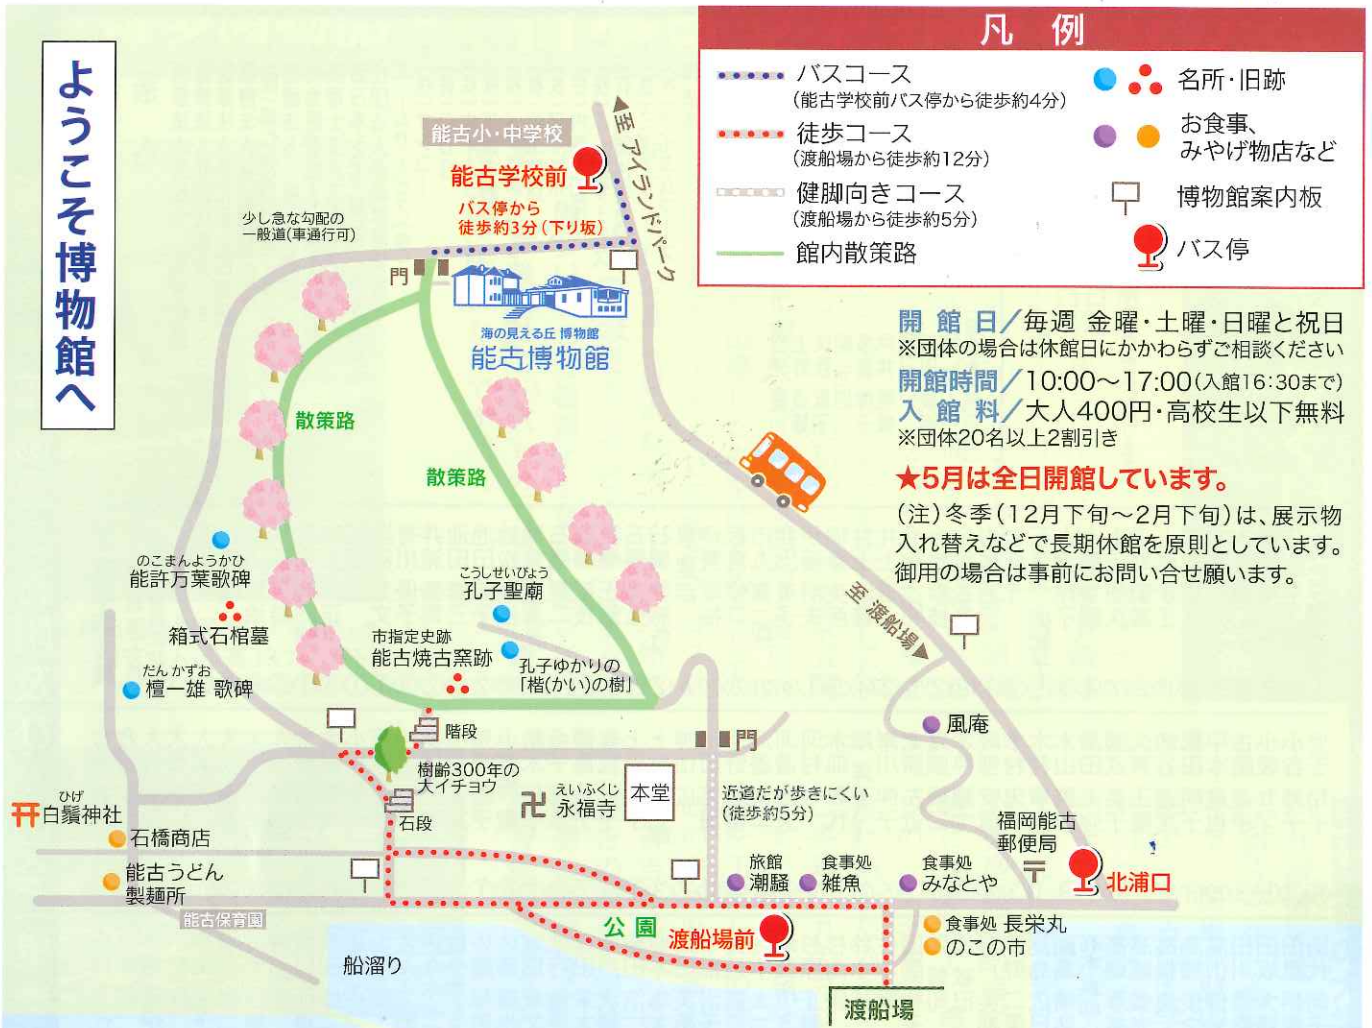 ようこそ博物館へ
凡 例
バスコース
(能古学校前バス停から徒歩約4分)
徒歩コース
(渡船場から徒歩約12分)
健脚向きコース
(渡船場から徒歩約5分)
館内散策路
名所・旧跡
お食事、
みやげ物店など
博物館案内板
バス停
能古小・中学校
能古学校前
バス停から
徒歩約3分(下り坂)
至 アイランドパーク
少し急な勾配の
一般道(車通行可)
門
海の見える丘 博物館
能古博物館
開 館 日/毎週 金曜・土曜・日曜と祝日
※団体の場合は休館日にかかわらずご相談ください
開館時間/10:00〜17:00(入館16:30まで)
入 館 料/大人400円・高校生以下無料
※団体20名以上2割引き
★5月は全日開館しています。
(注)冬季(12月下旬〜2月下旬)は、展示物
入れ替えなどで長期休館を原則としています。
御用の場合は事前にお問い合せ願います。
散策路
散策路
のこまんようかひ
能許万葉歌碑
箱式石棺墓
だん かずお
檀一雄 歌碑
こうしせいびょう
孔子聖廟
市指定史跡
能古焼古窯跡
孔子ゆかりの
「楷(かい)の樹」
至 渡船場
風庵
階段
門
樹齢300年の
大イチョウ
石段
えいふくじ
永福寺
本堂
近道だが歩きにくい
(徒歩約5分)
ひげ
白鬚神社
石橋商店
能古うどん
製麺所
能古保育園
福岡能古
郵便局
北浦口
旅館
潮騒
食事処
雑魚
食事処
みなとや
公園
渡船場前
食事処 長栄丸
のこの市
船溜り
渡船場